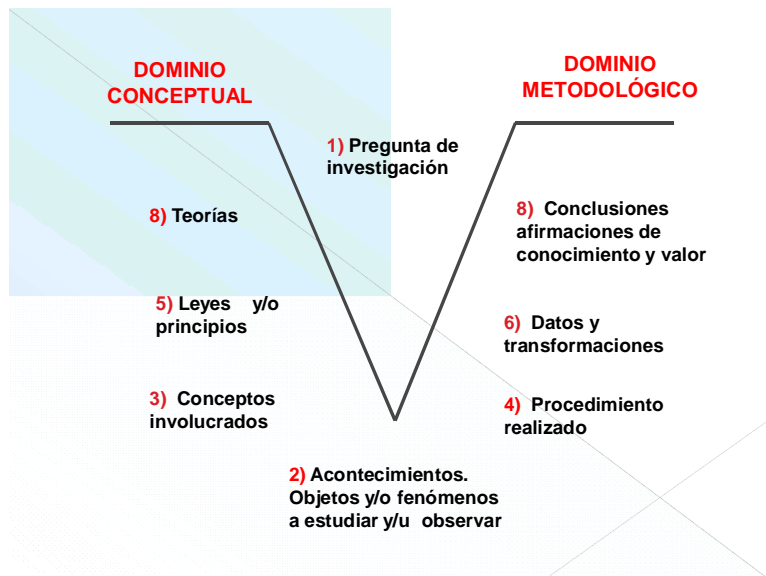 DOMINIO
CONCEPTUAL
DOMINIO
METODOLÓGICO
1) Pregunta de
investigación
8) Teorías
8) Conclusiones
afirmaciones de
conocimiento y valor
5) Leyes y/o
principios
6) Datos y
transformaciones
3) Conceptos
involucrados
4) Procedimiento
realizado
2) Acontecimientos.
Objetos y/o fenómenos
a estudiar y/u observar